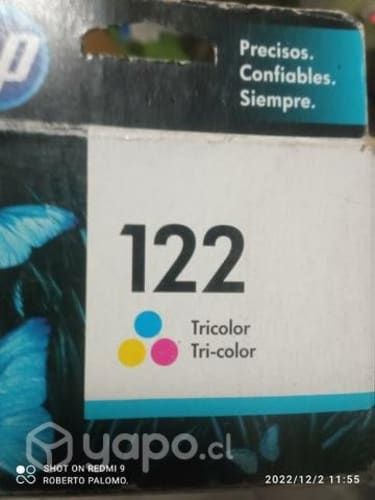 hp
Precisos.
Confiables.
Siempre.
122
Tricolor
Tri-color
yapo.cl
SHOT ON REDMI 9
ROBERTO PALOMO.
2022/12/2 11:55